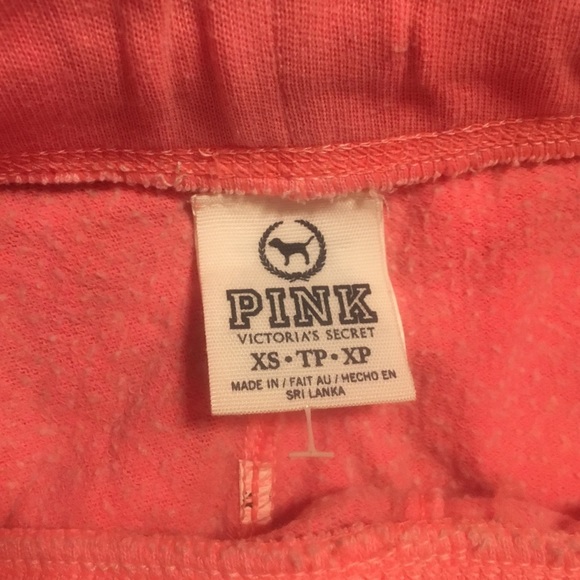 PINK
VICTORIA'S SECRET
XS • TP • XP
MADE IN / FAIT AU / HECHO EN
SRI LANKA